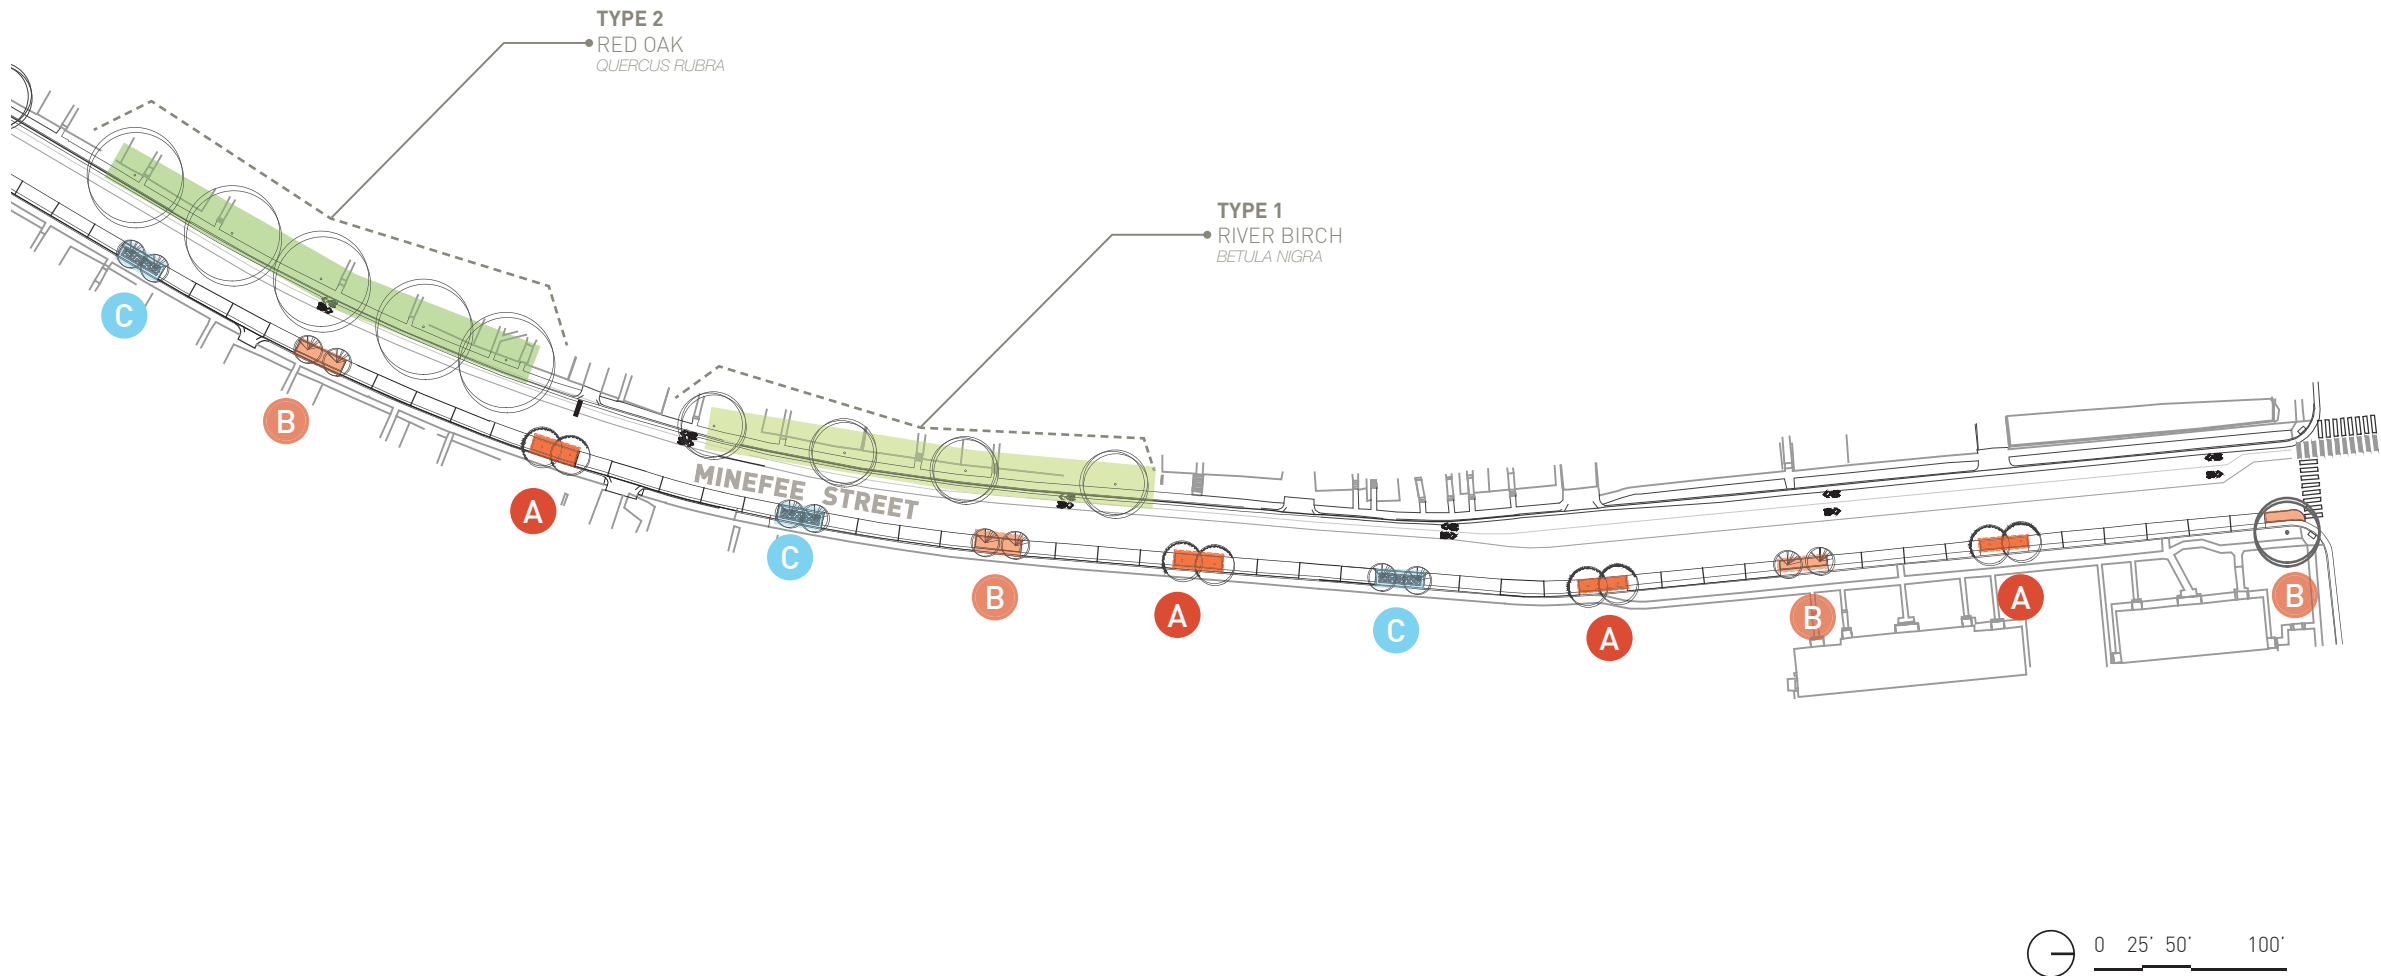 TYPE 2
RED OAK
QUERCUS RUBRA
TYPE 1
RIVER BIRCH
BETULA NIGRA
C
B
A
MINEFEE STREET
C
B
A
C
A
B
A
B
0 25' 50' 100'